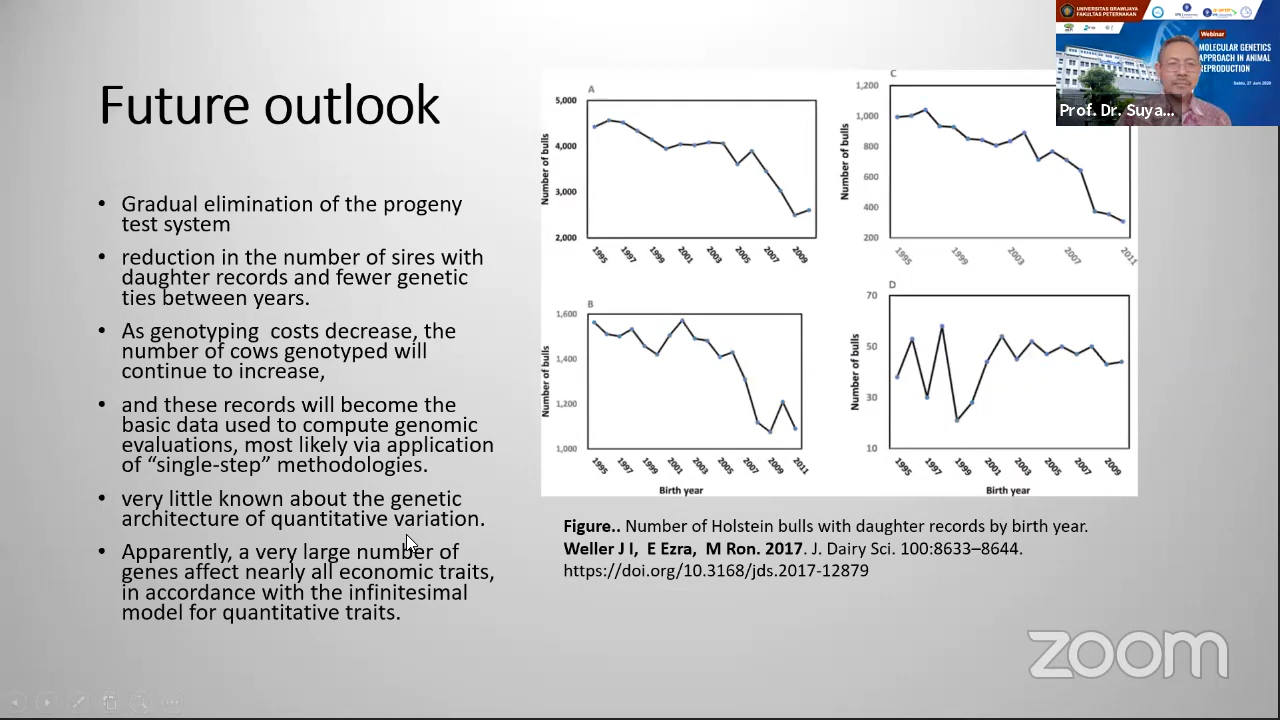 Future outlook
• Gradual elimination of the progeny
test system
• reduction in the number of sires with
daughter records and fewer genetic
ties between years.
• As genotyping costs decrease, the
number of cows genotyped will
continue to increase,
• and these records will become the
basic data used to compute genomic
evaluations, most likely via application
of “single-step” methodologies.
• very little known about the genetic
architecture of quantitative variation.
• Apparently, a very large number of
genes affect nearly all economic traits,
in accordance with the infinitesimal
model for quantitative traits.
A
Number of bulls
5,000
4,000
3,000
2,000
1995
1997
1999
2001
2003
2005
2007
2009
C
Number of bulls
1,200
1,000
800
600
400
200
1995
1999
2003
2007
2011
B
Number of bulls
1,600
1,400
1,200
1,000
1995
1997
1999
2001
2003
2005
2007
2009
2011
Birth year
D
Number of bulls
70
50
30
10
1995
1997
1999
2001
2003
2005
2007
2009
Birth year
Figure.. Number of Holstein bulls with daughter records by birth year.
Weller J I, E Ezra, M Ron. 2017. J. Dairy Sci. 100:8633–8644.
https://doi.org/10.3168/jds.2017-12879
UNIVERSITAS BRAWIJAYA
FAKULTAS PETERNAKAN
Webinar
MOLECULAR GENETICS
APPROACH IN ANIMAL
REPRODUCTION
Sabtu, 27 Juni 2020
Prof. Dr. Suya...
zoom